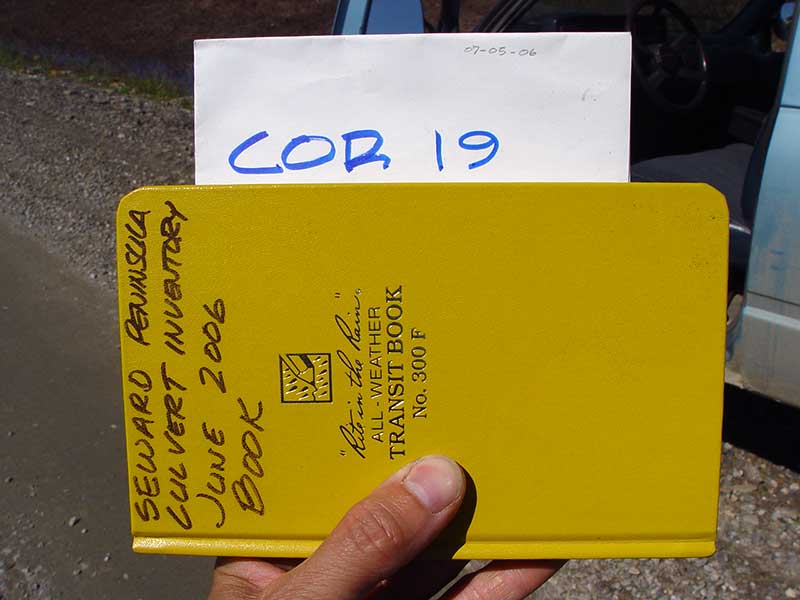 07-05-06
COR 19
SEWARD PENINSULA
CULVERT INVENTORY
JUNE 2006
BOOK
"Rite in the Rain"
ALL-WEATHER
TRANSIT BOOK
No. 300 F